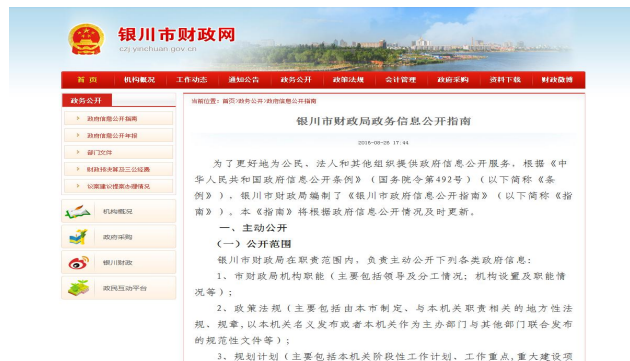 银川市财政网
czj.yinchuan.gov.cn
首 页 机构概况 工作动态 通知公告 政务公开 政策法规 会计管理 政府采购 资料下载 财政微博
政务公开
政府信息公开指南
政府信息公开年报
部门文件
财政预决算及三公经费
议案建议提案办理情况
机构概况
政府采购
银川财政
政民互动平台
当前位置：首页>政务公开>政府信息公开指南
银川市财政局政务信息公开指南
2016-08-26 17:44
为了更好地为公民、法人和其他组织提供政府信息公开服务，根据《中
华人民共和国政府信息公开条例》（国务院令第492号）（以下简称《条
例》），银川市财政局编制了《银川市政府信息公开指南》（以下简称《指
南》）。本《指南》将根据政府信息公开情况及时更新。
一、主动公开
（一）公开范围
银川市财政局在职责范围内，负责主动公开下列各类政府信息：
1、市财政局机构职能（主要包括领导及分工情况；机构设置及职能情
况等）；
2、政策法规（主要包括由本市制定、与本机关职责相关的地方性法
规、规章,以本机关名义发布或者本机关作为主办部门与其他部门联合发布
的规范性文件等）；
3、规划计划（主要包括本机关阶段性工作计划、工作重点,重大建设项